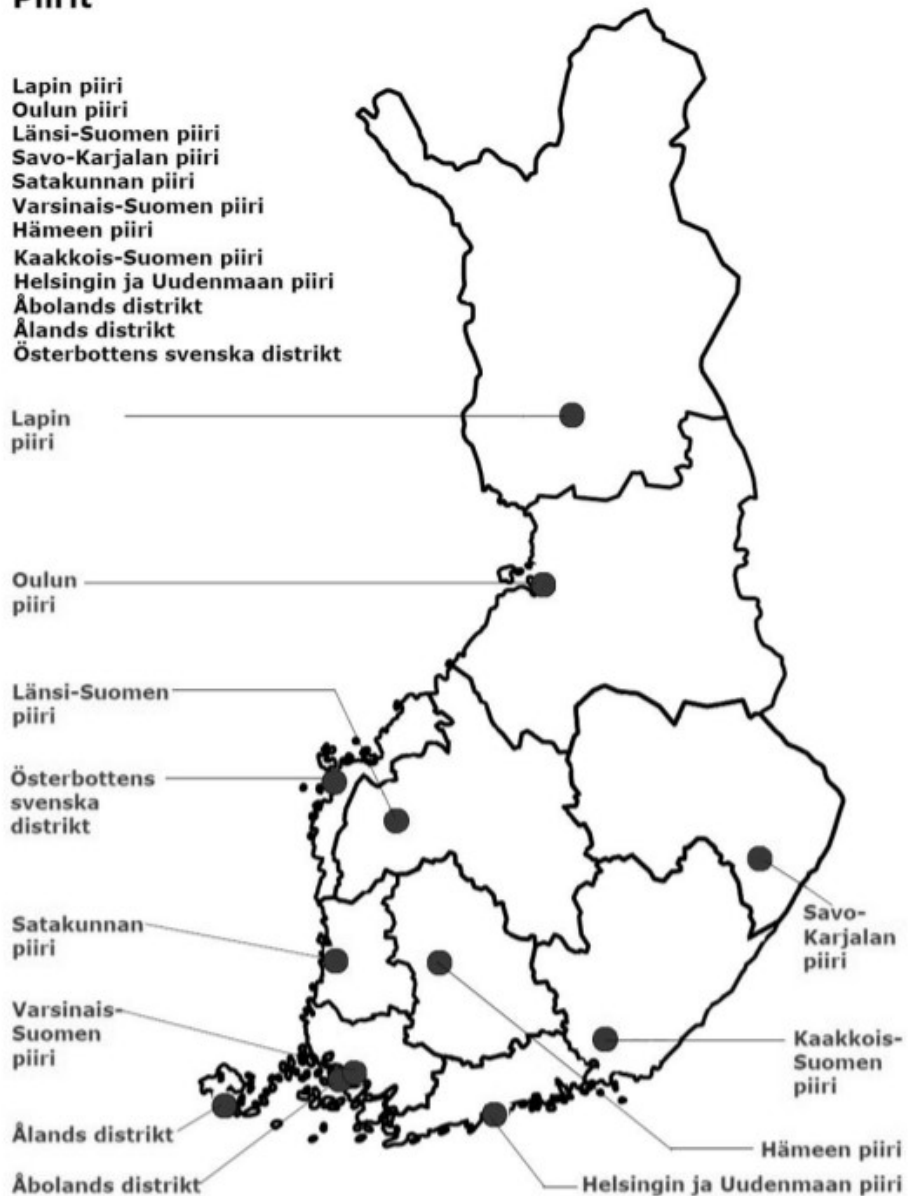 Piirit
Lapin piiri
Oulun piiri
Länsi-Suomen piiri
Savo-Karjalan piiri
Satakunnan piiri
Varsinais-Suomen piiri
Hämeen piiri
Kaakkois-Suomen piiri
Helsingin ja Uudenmaan piiri
Åbolands distrikt
Ålands distrikt
Österbottens svenska distrikt
Lapin
piiri
Oulun
piiri
Länsi-Suomen
piiri
Österbottens
svenska
distrikt
Satakunnan
piiri
Savo-
Karjalan
piiri
Varsinais-
Suomen
piiri
Kaakkois-
Suomen
piiri
Ålands distrikt
Hämeen piiri
Åbolands distrikt
Helsingin ja Uudenmaan piiri